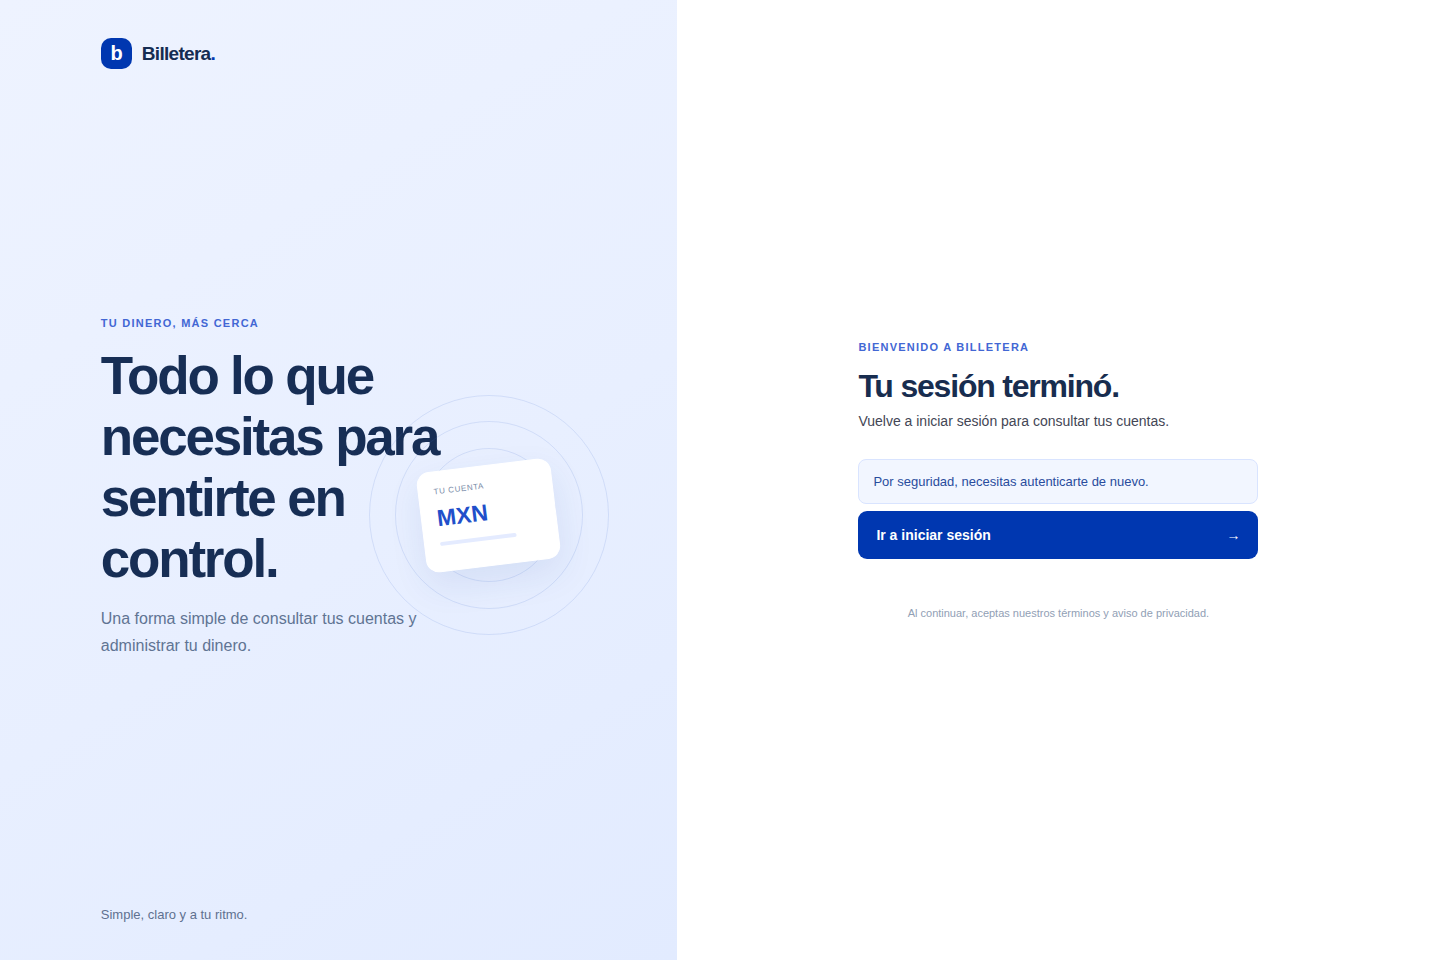 b Billetera.
TU DINERO, MÁS CERCA
Todo lo que
necesitas para
sentirte en
control.
TU CUENTA
MXN
Una forma simple de consultar tus cuentas y
administrar tu dinero.
Simple, claro y a tu ritmo.
BIENVENIDO A BILLETERA
Tu sesión terminó.
Vuelve a iniciar sesión para consultar tus cuentas.
Por seguridad, necesitas autenticarte de nuevo.
Ir a iniciar sesión →
Al continuar, aceptas nuestros términos y aviso de privacidad.